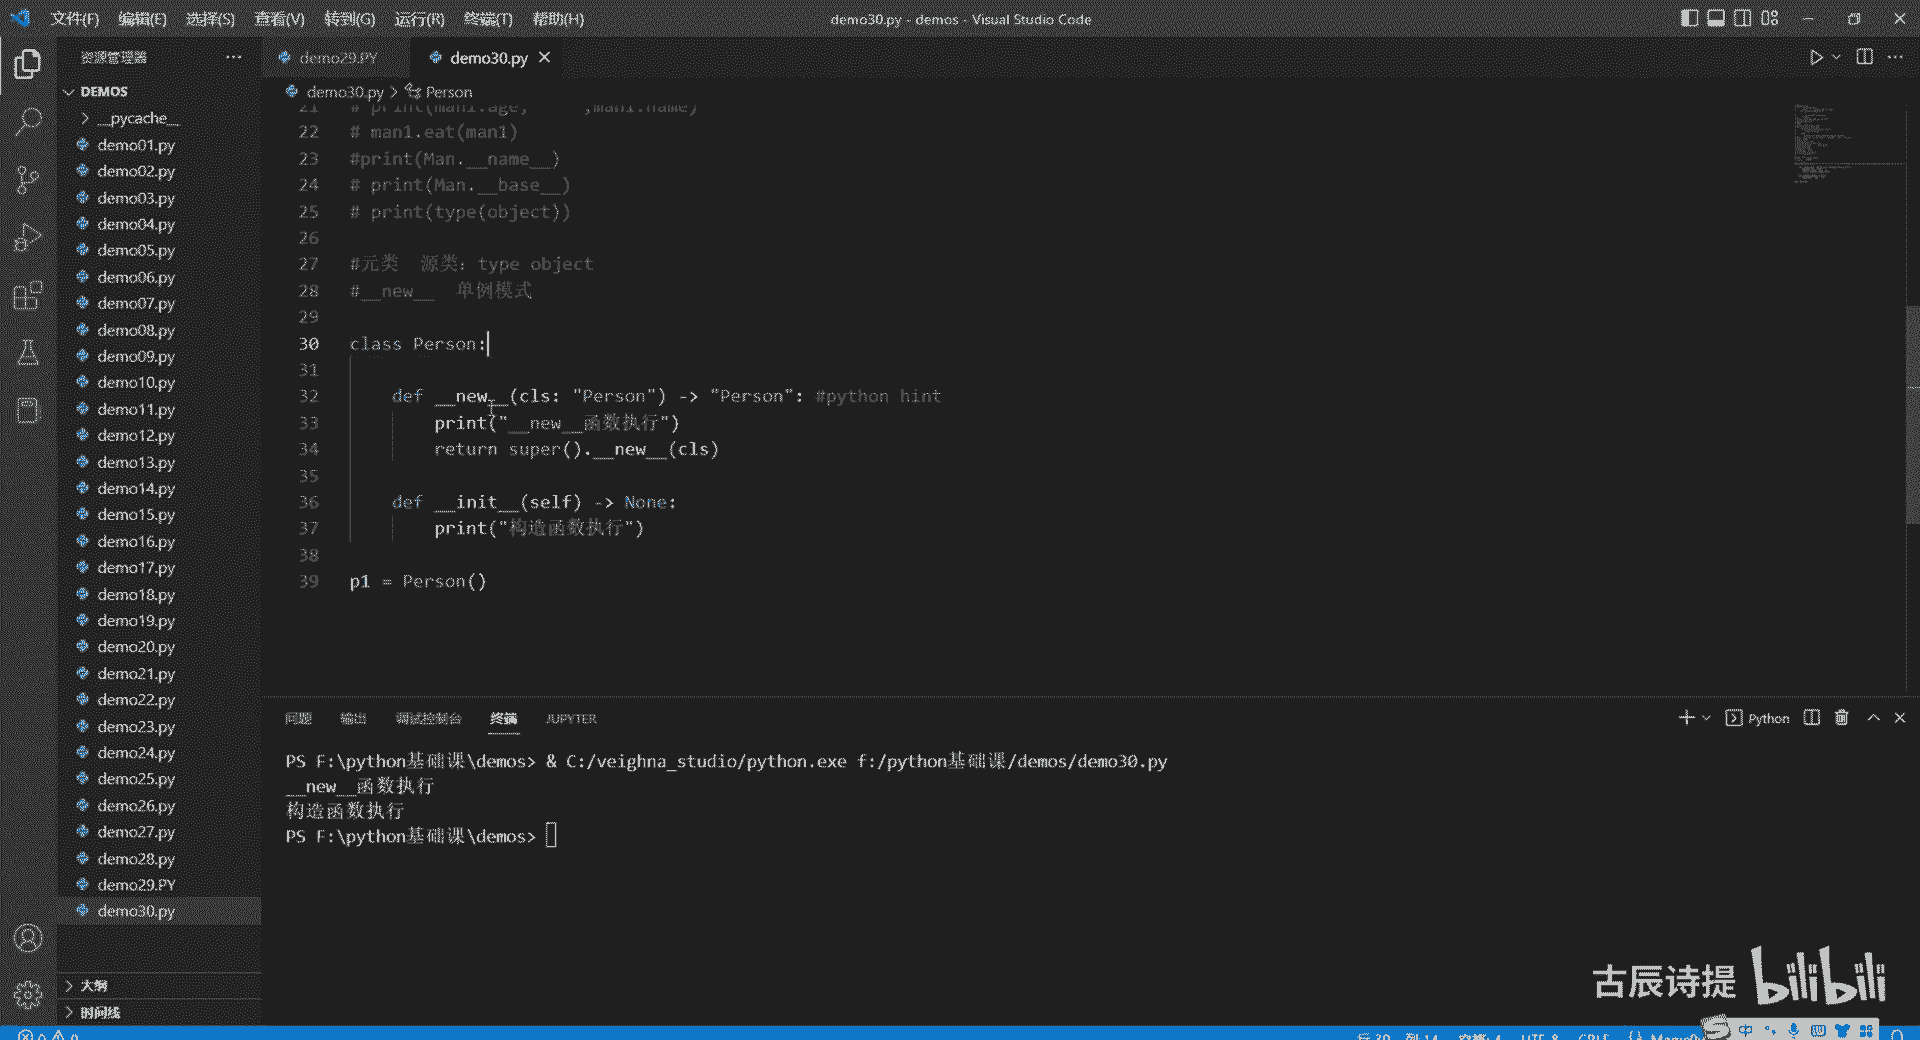 文件(F) 编辑(E) 选择(S) 查看(V) 转到(G) 运行(R) 终端(T) 帮助(H) demo30.py - demos - Visual Studio Code
资源管理器
DEMOS
__pycache__
demo01.py
demo02.py
demo03.py
demo04.py
demo05.py
demo06.py
demo07.py
demo08.py
demo09.py
demo10.py
demo11.py
demo12.py
demo13.py
demo14.py
demo15.py
demo16.py
demo17.py
demo18.py
demo19.py
demo20.py
demo21.py
demo22.py
demo23.py
demo24.py
demo25.py
demo26.py
demo27.py
demo28.py
demo29.PY
demo30.py
大纲
时间线
demo29.PY demo30.py
demo30.py > Person
21 # print(man1.age, ,man1.name)
22 # man1.eat(man1)
23 #print(Man.__name__)
24 # print(Man.__base__)
25 # print(type(object))
26
27 #元类 源类: type object
28 #__new__ 单例模式
29
30 class Person:
31
32 def __new__(cls: "Person") -> "Person": #python hint
33 print("__new__函数执行")
34 return super().__new__(cls)
35
36 def __init__(self) -> None:
37 print("构造函数执行")
38
39 p1 = Person()
问题 输出 调试控制台 终端 JUPYTER Python
PS F:\python基础课\demos> & C:/veighna_studio/python.exe f:/python基础课/demos/demo30.py
__new__函数执行
构造函数执行
PS F:\python基础课\demos>
古辰诗提 bilibili
中